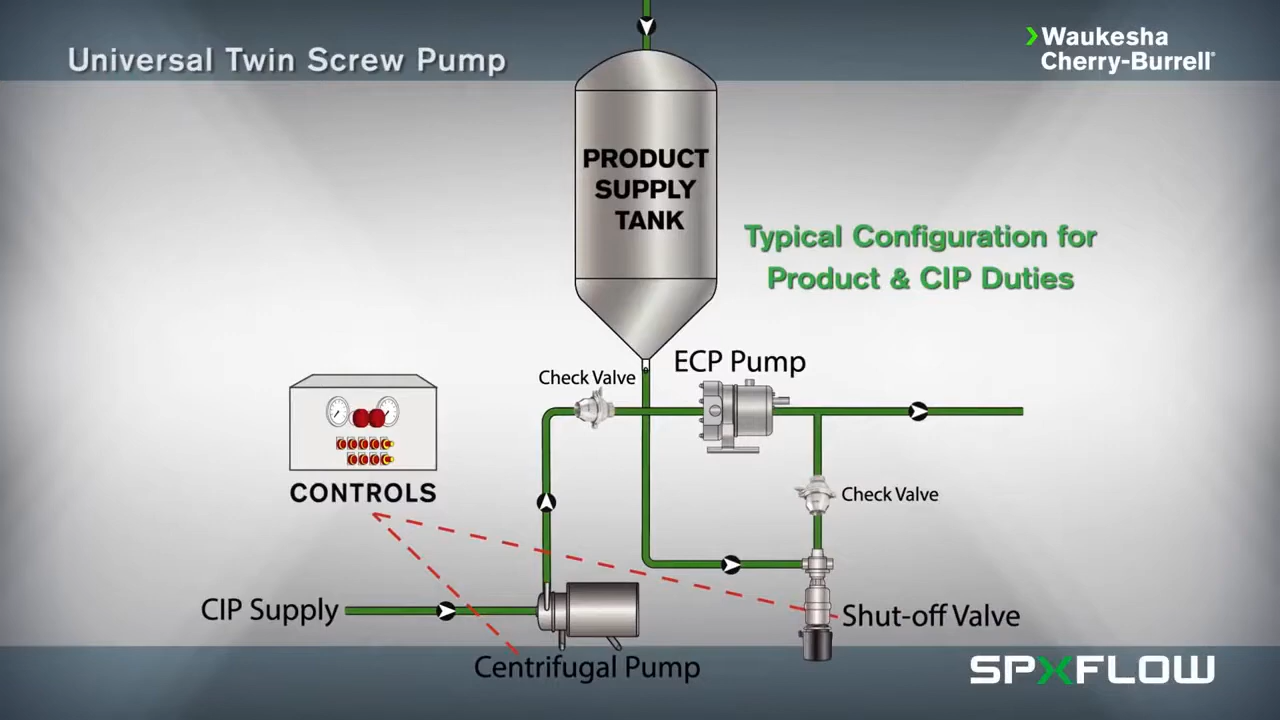 Universal Twin Screw Pump
Waukesha
Cherry-Burrell®
PRODUCT
SUPPLY
TANK
Typical Configuration for
Product & CIP Duties
ECP Pump
Check Valve
CONTROLS
Check Valve
CIP Supply
Shut-off Valve
Centrifugal Pump
SPXFLOW